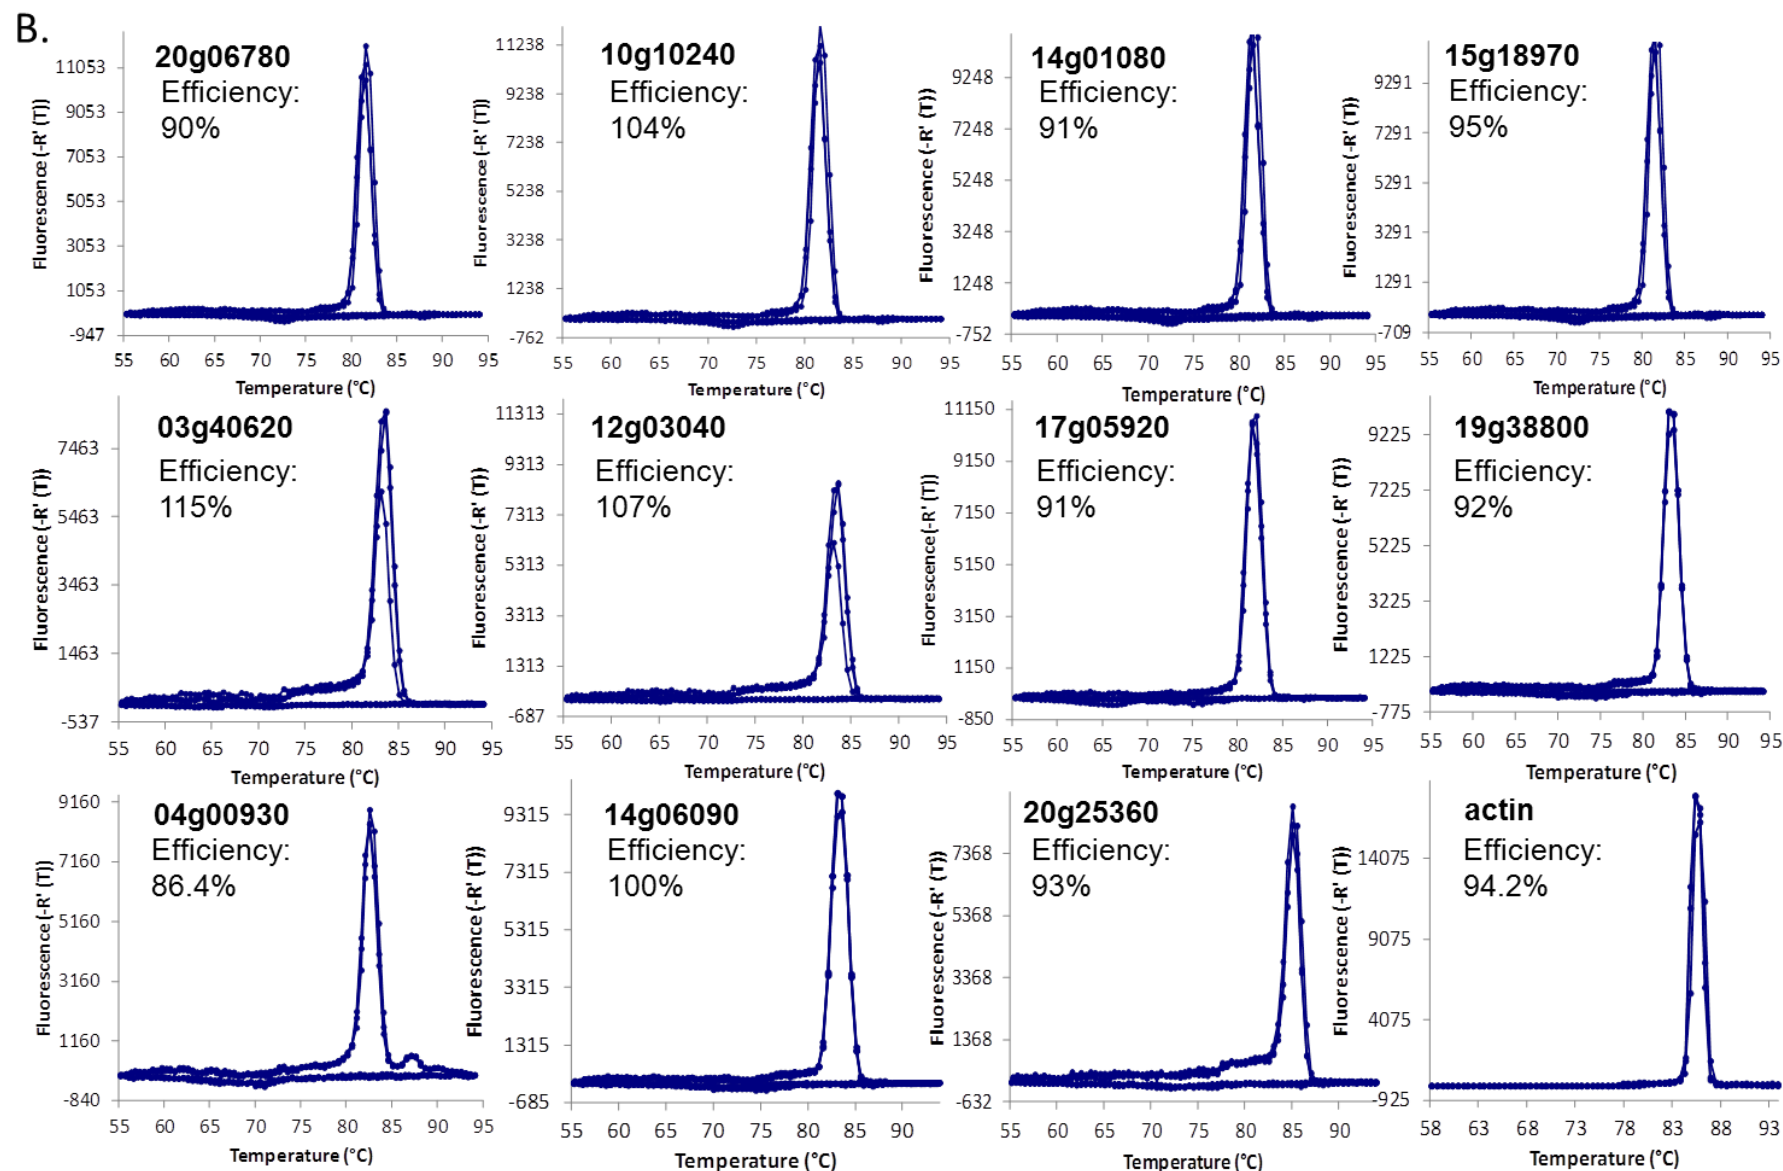 B.
20g06780
Efficiency:
90%
Fluorescence (-R' (T))
11053
9053
7053
5053
3053
1053
-947
55 60 65 70 75 80 85 90 95
Temperature (°C)
10g10240
Efficiency:
104%
Fluorescence (-R' (T))
11238
9238
7238
5238
3238
1238
-762
55 60 65 70 75 80 85 90 95
Temperature (°C)
14g01080
Efficiency:
91%
Fluorescence (-R' (T))
9248
7248
5248
3248
1248
-752
55 60 65 70 75 80 85 90 95
Temperature (°C)
15g18970
Efficiency:
95%
Fluorescence (-R' (T))
9291
7291
5291
3291
1291
-709
55 60 65 70 75 80 85 90 95
Temperature (°C)
03g40620
Efficiency:
115%
Fluorescence (-R' (T))
7463
5463
3463
1463
-537
55 60 65 70 75 80 85 90 95
Temperature (°C)
12g03040
Efficiency:
107%
Fluorescence (-R' (T))
11313
9313
7313
5313
3313
1313
-687
55 60 65 70 75 80 85 90 95
Temperature (°C)
17g05920
Efficiency:
91%
Fluorescence (-R' (T))
11150
9150
7150
5150
3150
1150
-850
55 60 65 70 75 80 85 90 95
Temperature (°C)
19g38800
Efficiency:
92%
Fluorescence (-R' (T))
9225
7225
5225
3225
1225
-775
55 60 65 70 75 80 85 90 95
Temperature (°C)
04g00930
Efficiency:
86.4%
Fluorescence (-R' (T))
9160
7160
5160
3160
1160
-840
55 60 65 70 75 80 85 90 95
Temperature (°C)
14g06090
Efficiency:
100%
Fluorescence (-R' (T))
9315
7315
5315
3315
1315
-685
55 60 65 70 75 80 85 90
Temperature (°C)
20g25360
Efficiency:
93%
Fluorescence (-R' (T))
7368
5368
3368
1368
-632
55 60 65 70 75 80 85 90
Temperature (°C)
actin
Efficiency:
94.2%
Fluorescence (-R' (T))
14075
9075
4075
-925
58 63 68 73 78 83 88 93
Temperature (°C)